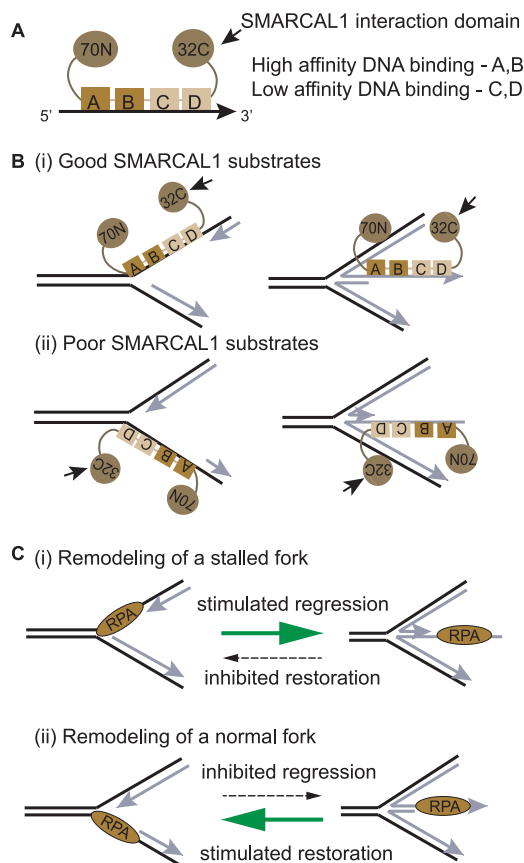 A
SMARCAL1 interaction domain
70N
32C
High affinity DNA binding - A,B
Low affinity DNA binding - C,D
A B C D
5' 3'
B (i) Good SMARCAL1 substrates
32C
70N
A B C D
70N
32C
A B C D
(ii) Poor SMARCAL1 substrates
D C B A
32C
70N
D C B A
32C
70N
C (i) Remodeling of a stalled fork
RPA
stimulated regression
inhibited restoration
RPA
(ii) Remodeling of a normal fork
RPA
inhibited regression
stimulated restoration
RPA